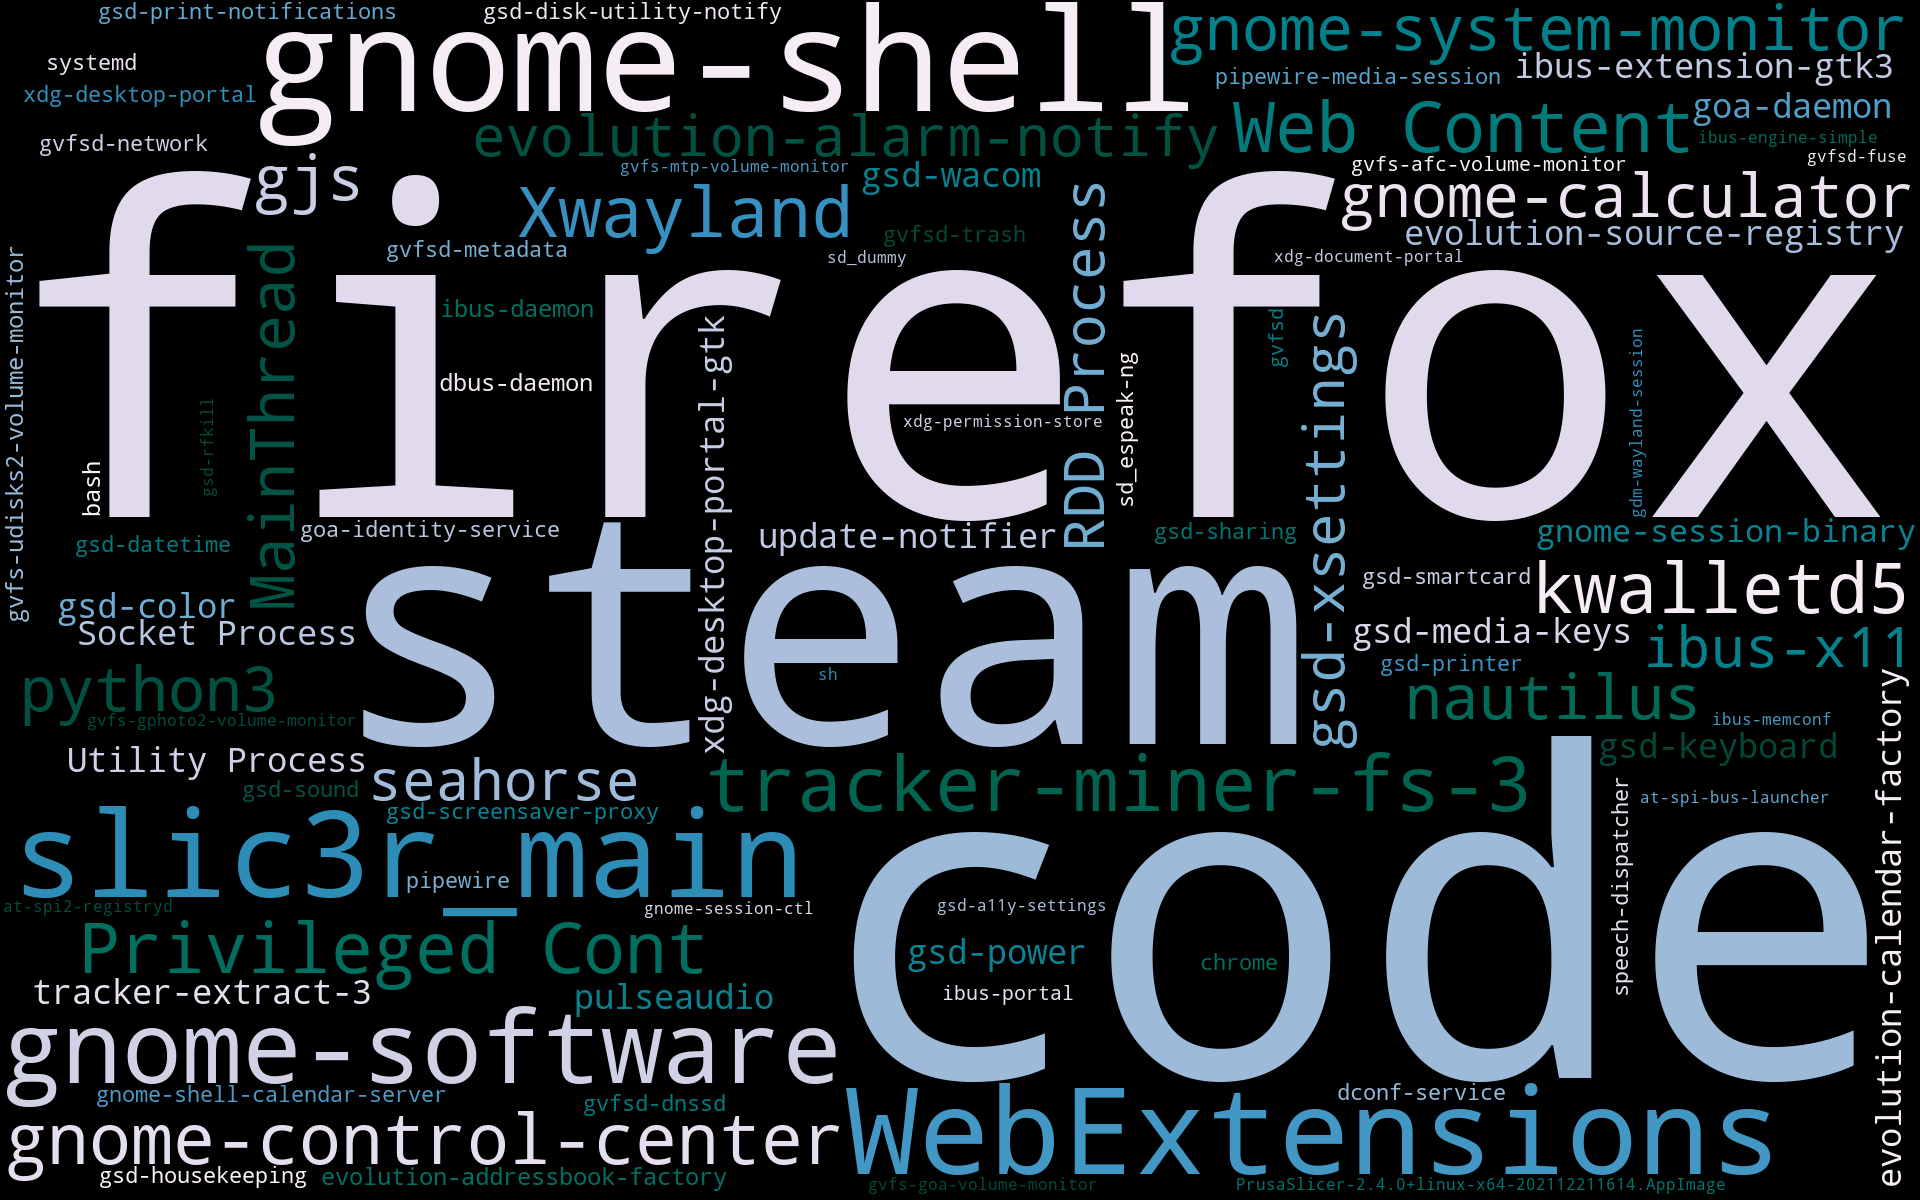 gsd-print-notifications
gsd-disk-utility-notify
gnome-shell
gnome-system-monitor
systemd
pipewire-media-session
ibus-extension-gtk3
xdg-desktop-portal
evolution-alarm-notify
Web Content
goa-daemon
ibus-engine-simple
gvfsd-network
gjs
gvfs-mtp-volume-monitor
gsd-wacom
gvfs-afc-volume-monitor
gvfsd-fuse
Xwayland
gnome-calculator
gvfsd-trash
evolution-source-registry
gvfsd-metadata
sd_dummy
xdg-document-portal
firefox
gvfs-udisks2-volume-monitor
MainThread
ibus-daemon
dbus-daemon
xdg-desktop-portal-gtk
RDD Process
sd_espeak-ng
gvfsd
gsd-xsettings
gdm-wayland-session
gsd-rfkill
bash
xdg-permission-store
gsd-datetime
goa-identity-service
update-notifier
gsd-sharing
gnome-session-binary
steam
gsd-smartcard
kwalletd5
gsd-color
Socket Process
gsd-media-keys
ibus-x11
gsd-printer
sh
python3
gvfs-gphoto2-volume-monitor
nautilus
ibus-memconf
Utility Process
gsd-keyboard
gsd-sound
seahorse
tracker-miner-fs-3
evolution-calendar-factory
speech-dispatcher
at-spi-bus-launcher
gsd-screensaver-proxy
slic3r_main
pipewire
code
at-spi2-registryd
gnome-session-ctl
gsd-a11y-settings
Privileged Cont
gsd-power
chrome
tracker-extract-3
pulseaudio
ibus-portal
gnome-software
gnome-shell-calendar-server
gvfsd-dnssd
dconf-service
gnome-control-center
WebExtensions
gsd-housekeeping
evolution-addressbook-factory
gvfs-goa-volume-monitor
PrusaSlicer-2.4.0+linux-x64-202112211614.AppImage